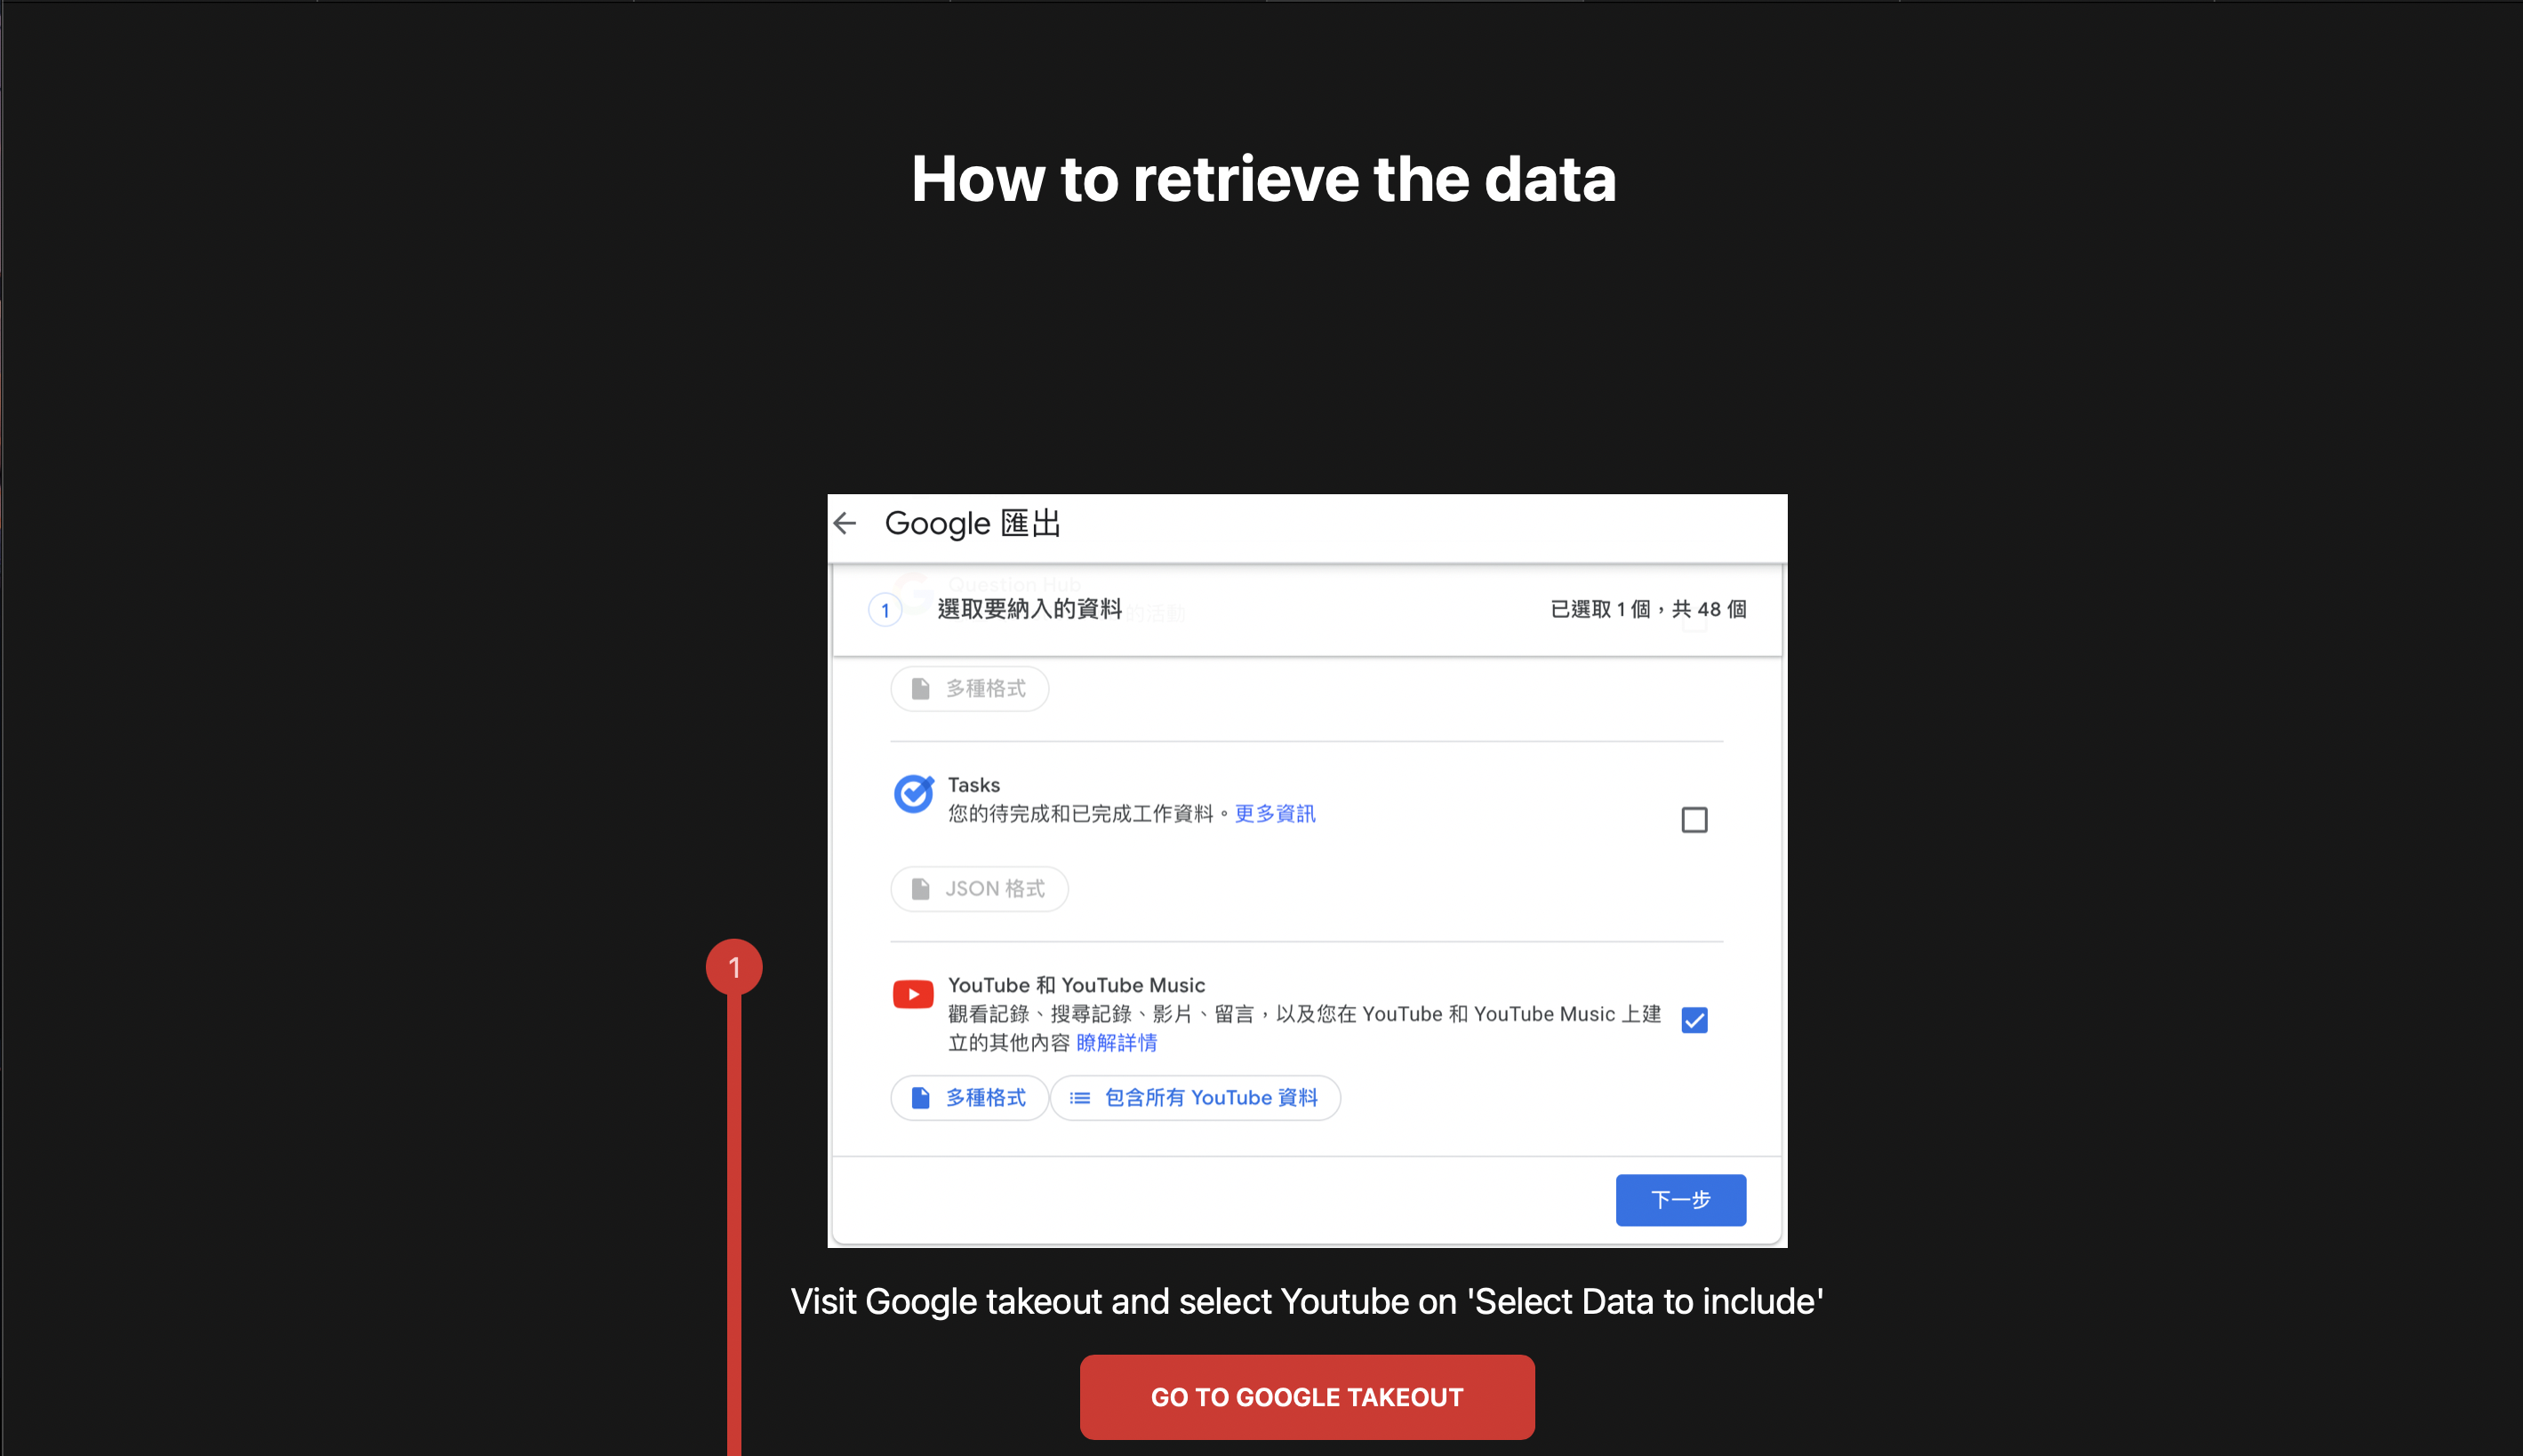 How to retrieve the data
Google 匯出
Question Hub
1
選取要納入的資料
的活動
已選取 1 個，共 48 個
多種格式
Tasks
您的待完成和已完成工作資料。更多資訊
JSON 格式
1
YouTube 和 YouTube Music
觀看記錄、搜尋記錄、影片、留言，以及您在 YouTube 和 YouTube Music 上建
立的其他內容 瞭解詳情
多種格式
包含所有 YouTube 資料
下一步
Visit Google takeout and select Youtube on 'Select Data to include'
GO TO GOOGLE TAKEOUT